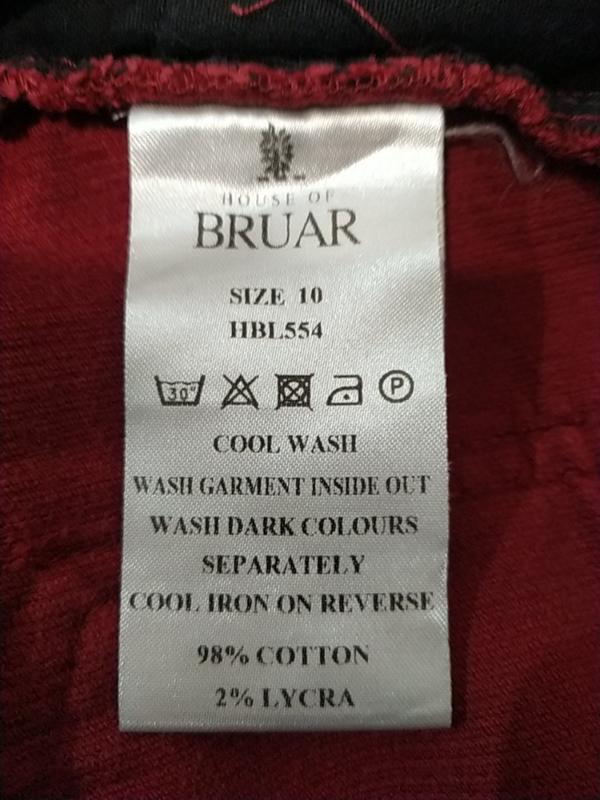 HOUSE OF
BRUAR
SIZE 10
HBL554
30° P
COOL WASH
WASH GARMENT INSIDE OUT
WASH DARK COLOURS
SEPARATELY
COOL IRON ON REVERSE
98% COTTON
2% LYCRA